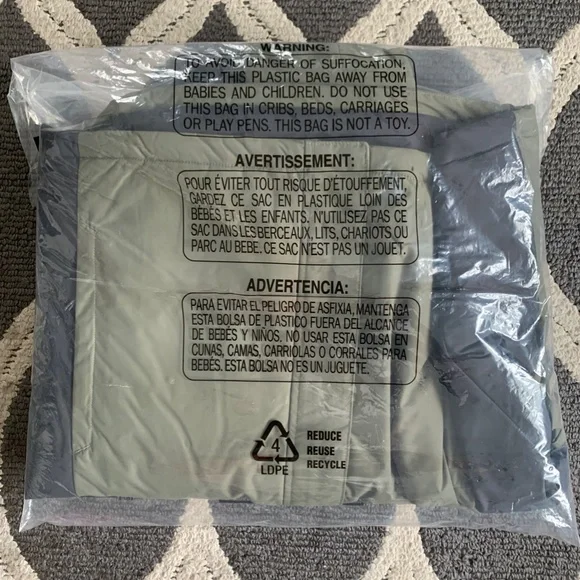 WARNING:
TO AVOID DANGER OF SUFFOCATION,
KEEP THIS PLASTIC BAG AWAY FROM
BABIES AND CHILDREN. DO NOT USE
THIS BAG IN CRIBS, BEDS, CARRIAGES
OR PLAY PENS. THIS BAG IS NOT A TOY.
AVERTISSEMENT:
POUR ÉVITER TOUT RISQUE D'ÉTOUFFEMENT,
GARDEZ CE SAC EN PLASTIQUE LOIN DES
BÉBÉS ET LES ENFANTS. N'UTILISEZ PAS CE
SAC DANS LES BERCEAUX, LITS, CHARIOTS OU
PARC AU BEBE. CE SAC N'EST PAS UN JOUET.
ADVERTENCIA:
PARA EVITAR EL PELIGRO DE ASFIXIA, MANTENGA
ESTA BOLSA DE PLASTICO FUERA DEL ALCANCE
DE BEBÉS Y NIÑOS. NO USAR ESTA BOLSA EN
CUNAS, CAMAS, CARRIOLAS O CORRALES PARA
BEBÉS. ESTA BOLSA NO ES UN JUGUETE.
4
LDPE
REDUCE
REUSE
RECYCLE